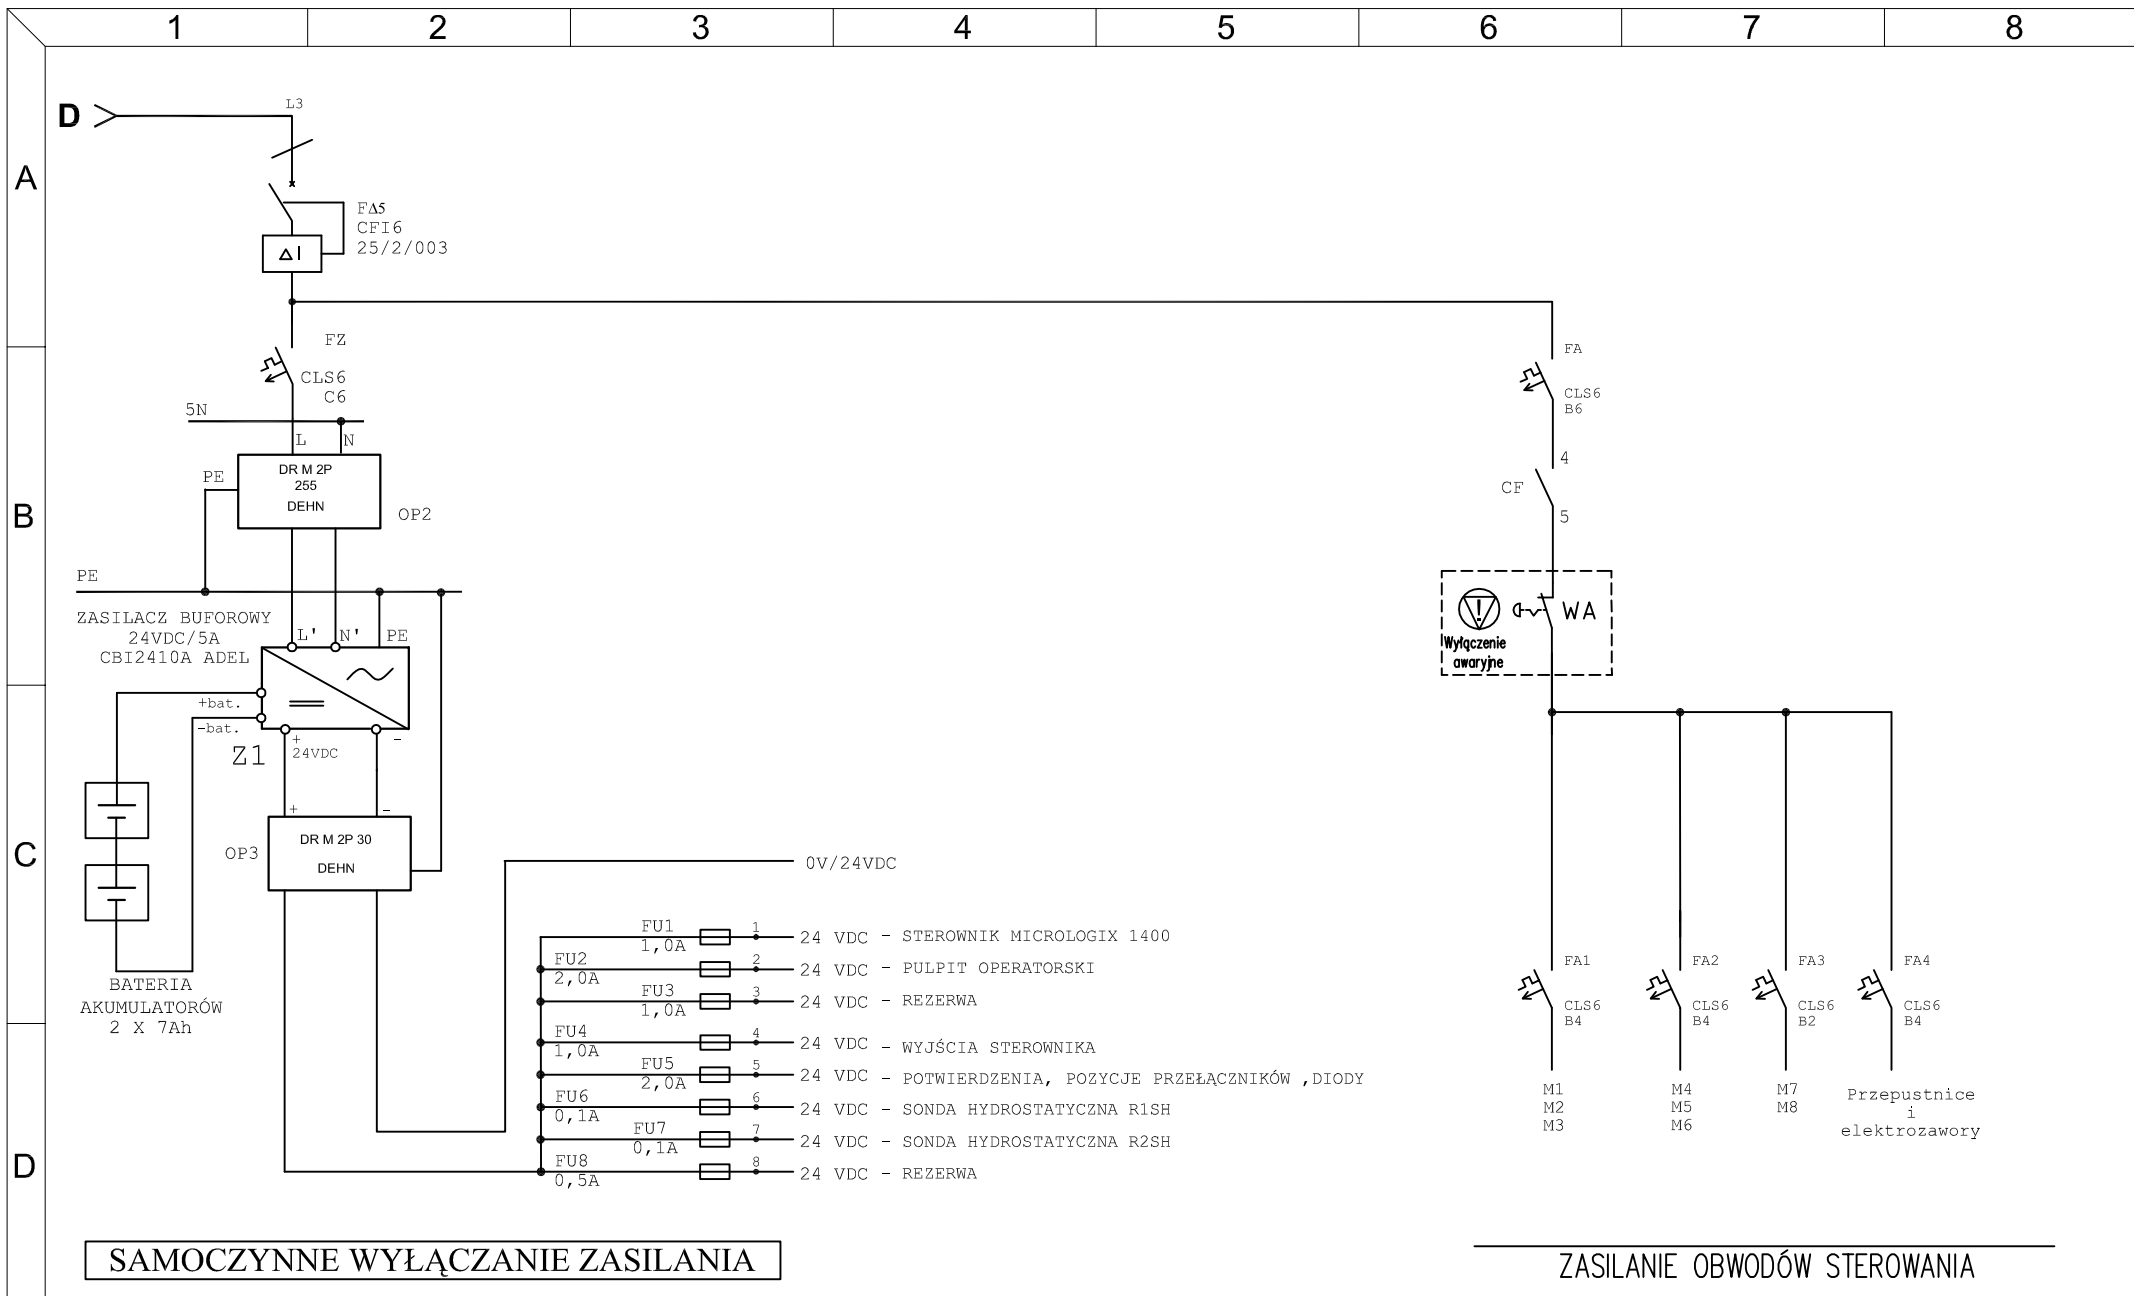 1 2 3 4 5 6 7 8
A
B
C
D
D
L3
F∆5
CFI6
25/2/003
∆ I
FZ
CLS6
C6
5N
L N
DR M 2P
255
DEHN
PE
OP2
PE
ZASILACZ BUFOROWY
24VDC/5A
CBI2410A ADEL
L' N' PE
+bat.
-bat.
Z1
+ -
24VDC
+ -
OP3
DR M 2P 30
DEHN
BATERIA
AKUMULATORÓW
2 X 7Ah
0V/24VDC
FU1 1 24 VDC - STEROWNIK MICROLOGIX 1400
1,0A
FU2 2 24 VDC - PULPIT OPERATORSKI
2,0A
FU3 3 24 VDC - REZERWA
1,0A
FU4 4 24 VDC - WYJŚCIA STEROWNIKA
1,0A
FU5 5 24 VDC - POTWIERDZENIA, POZYCJE PRZEŁĄCZNIKÓW ,DIODY
2,0A
FU6 6 24 VDC - SONDA HYDROSTATYCZNA R1SH
0,1A
FU7 7 24 VDC - SONDA HYDROSTATYCZNA R2SH
0,1A
FU8 8 24 VDC - REZERWA
0,5A
FA
CLS6
B6
4
CF
5
!
WA
Wyłączenie
awaryjne
FA1
CLS6
B4
M1
M2
M3
FA2
CLS6
B4
M4
M5
M6
FA3
CLS6
B2
M7
M8
FA4
CLS6
B4
Przepustnice
i
elektrozawory
SAMOCZYNNE WYŁĄCZANIE ZASILANIA
ZASILANIE OBWODÓW STEROWANIA